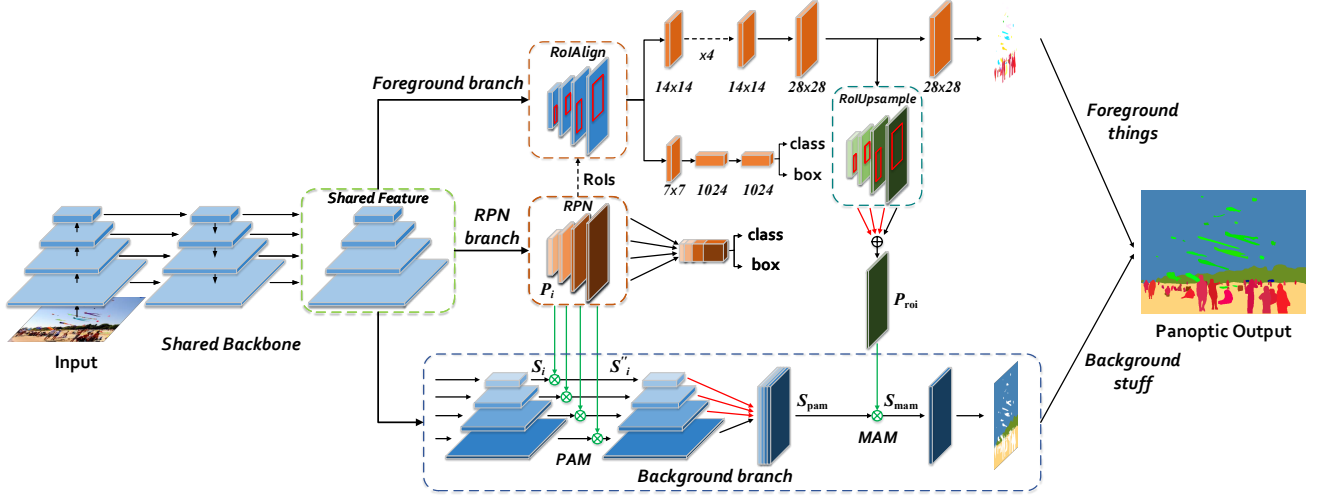 RoIAlign
Foreground branch
14x14
x4
14x14
28x28
28x28
RoIUpsample
Foreground
things
class
box
7x7
1024
1024
RoIs
Shared Feature
RPN
branch
RPN
P_i
class
box
P_roi
Input
Shared Backbone
Panoptic Output
Background
stuff
S_i
S''_i
S_pam
S_mam
PAM
MAM
Background branch